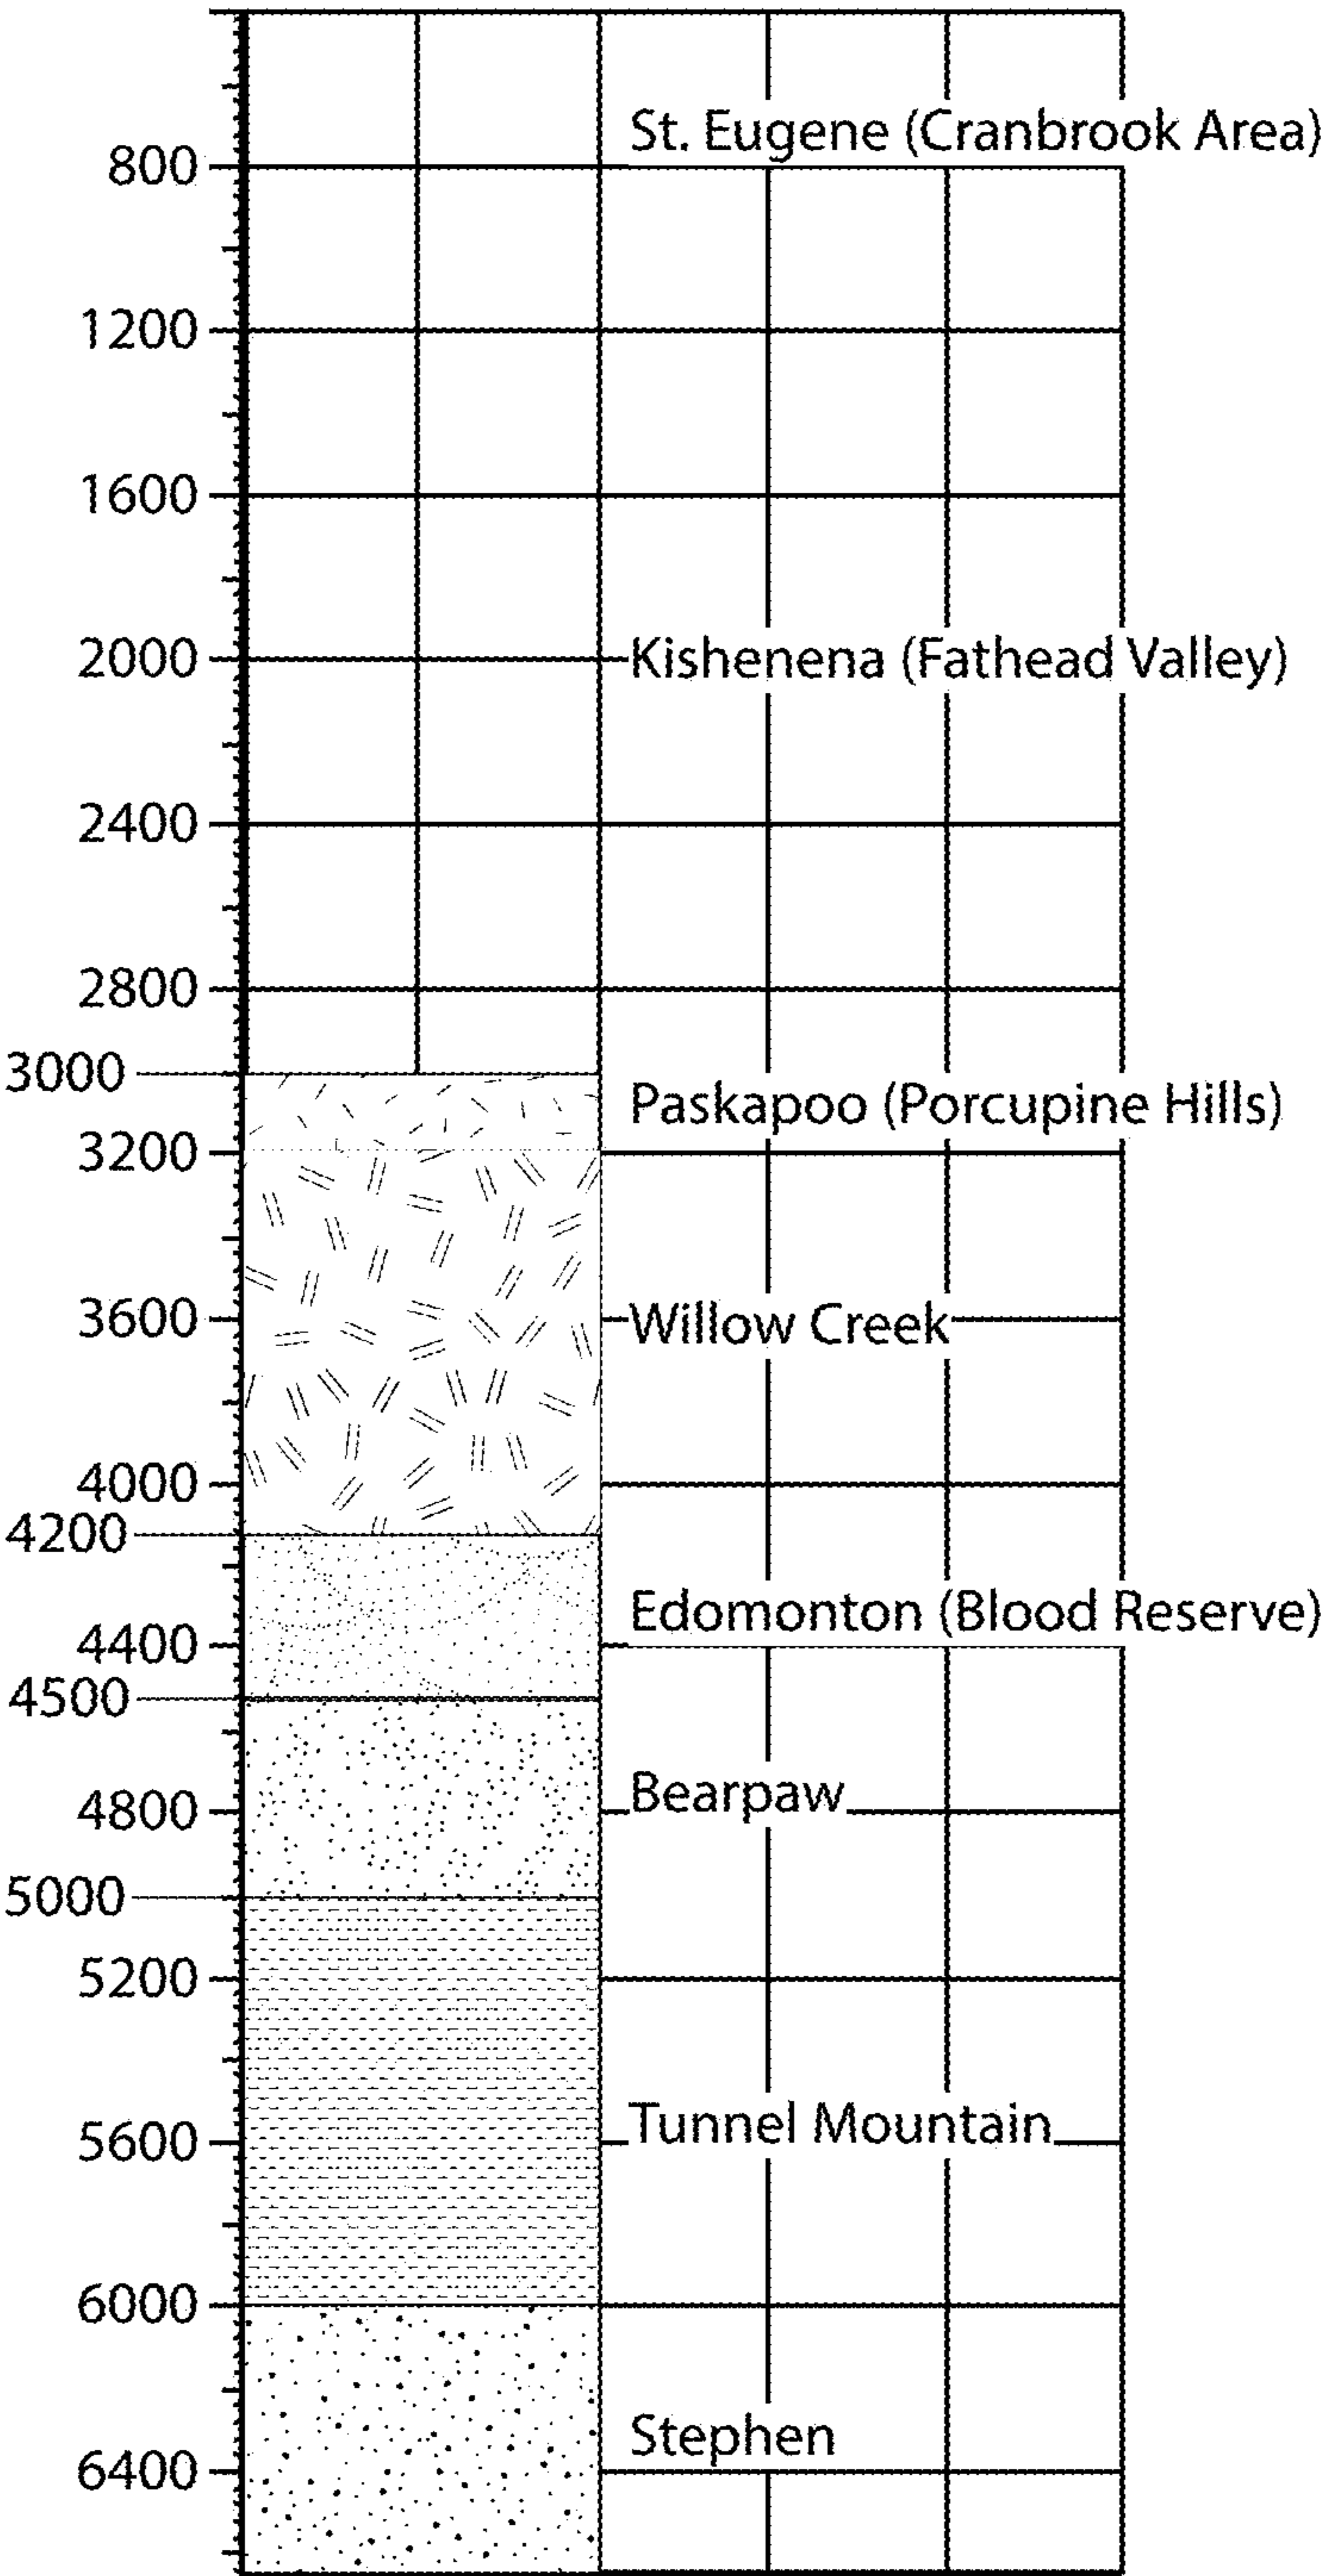 St. Eugene (Cranbrook Area)
800
1200
1600
2000
Kishenena (Fathead Valley)
2400
2800
3000
Paskapoo (Porcupine Hills)
3200
3600
Willow Creek
4000
4200
Edomonton (Blood Reserve)
4400
4500
Bearpaw
4800
5000
5200
Tunnel Mountain
5600
6000
Stephen
6400